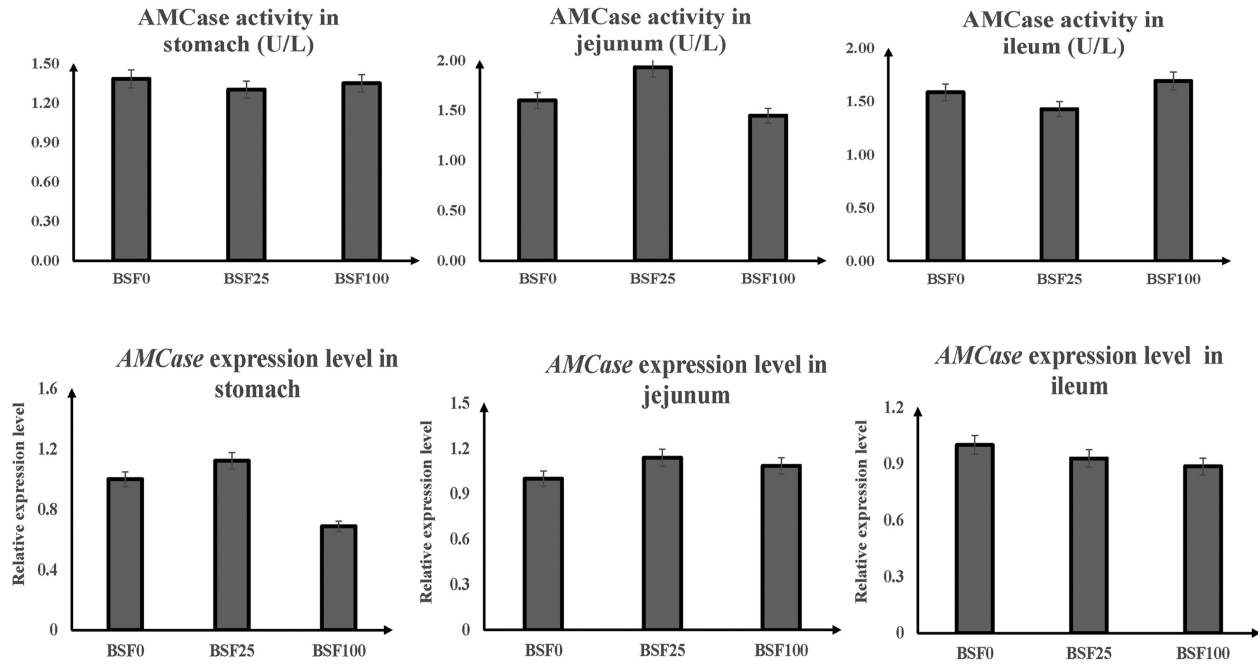 AMCase activity in
stomach (U/L)
1.50
1.20
0.90
0.60
0.30
0.00
BSF0 BSF25 BSF100
AMCase activity in
jejunum (U/L)
2.00
1.50
1.00
0.50
0.00
BSF0 BSF25 BSF100
AMCase activity in
ileum (U/L)
2.00
1.50
1.00
0.50
0.00
BSF0 BSF25 BSF100
AMCase expression level in
stomach
Relative expression level
1.6
1.2
0.8
0.4
0
BSF0 BSF25 BSF100
AMCase expression level in
jejunum
Relative expression level
1.5
1.2
0.9
0.6
0.3
0
BSF0 BSF25 BSF100
AMCase expression level in
ileum
Relative expression level
1.2
0.9
0.6
0.3
0
BSF0 BSF25 BSF100